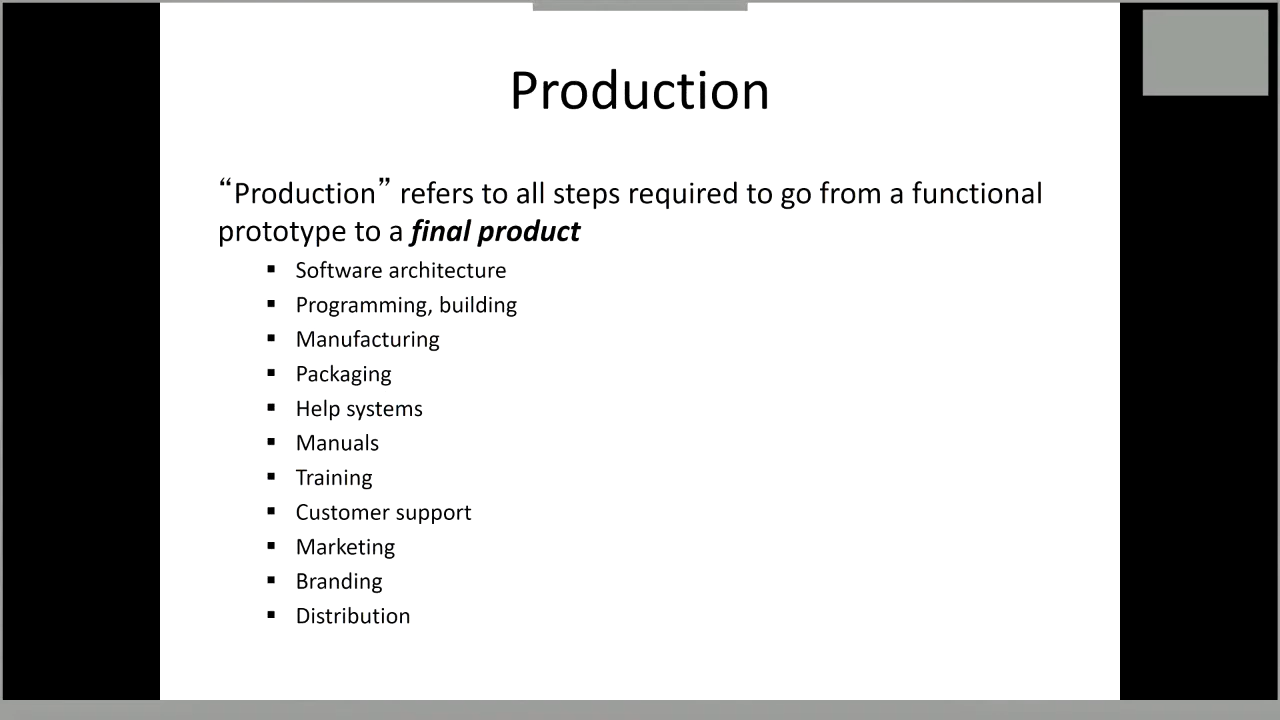 Production
“Production” refers to all steps required to go from a functional
prototype to a final product
▪ Software architecture
▪ Programming, building
▪ Manufacturing
▪ Packaging
▪ Help systems
▪ Manuals
▪ Training
▪ Customer support
▪ Marketing
▪ Branding
▪ Distribution